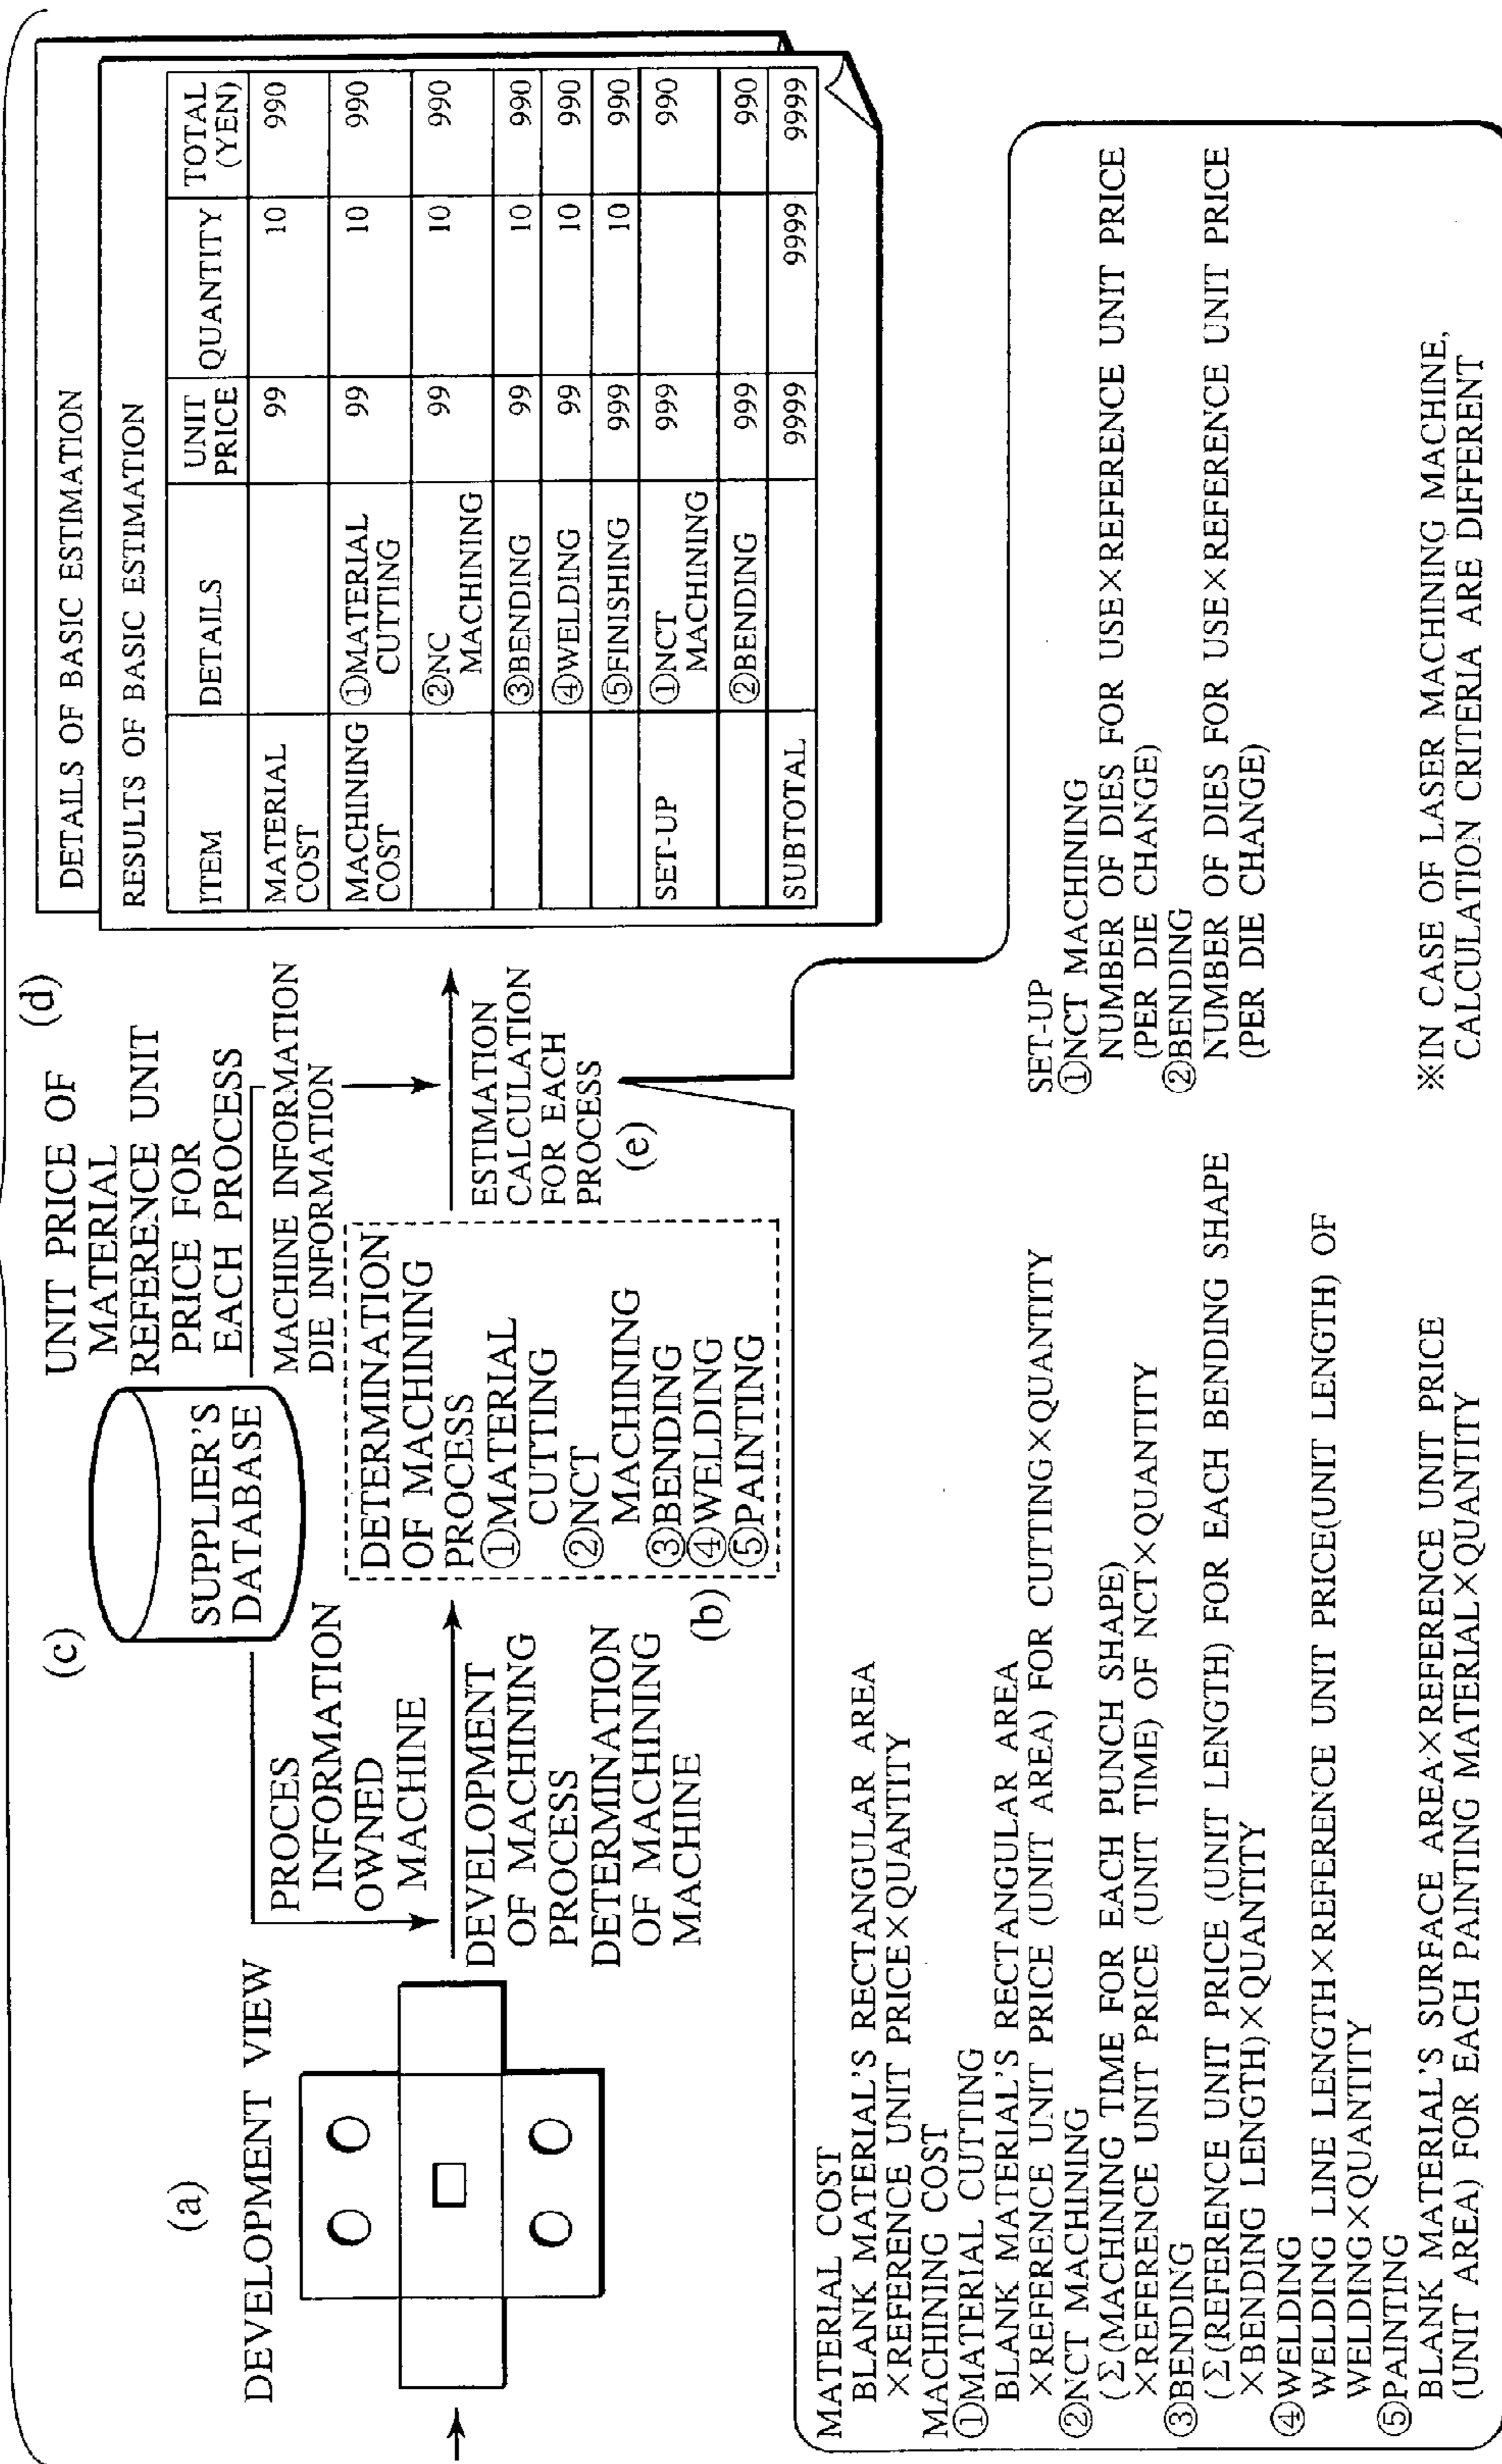 (a)
DEVELOPMENT VIEW
(c)
SUPPLIER'S
DATABASE
PROCES
INFORMATION
OWNED
MACHINE
DEVELOPMENT
OF MACHINING
PROCESS
DETERMINATION
OF MACHINING
MACHINE
(b)
DETERMINATION
OF MACHINING
PROCESS
①MATERIAL
CUTTING
②NCT
MACHINING
③BENDING
④WELDING
⑤PAINTING
UNIT PRICE OF
MATERIAL
REFERENCE UNIT
PRICE FOR
EACH PROCESS
MACHINE INFORMATION
DIE INFORMATION
ESTIMATION
CALCULATION
FOR EACH
PROCESS
(e)
(d)
DETAILS OF BASIC ESTIMATION
RESULTS OF BASIC ESTIMATION
ITEM DETAILS UNIT PRICE QUANTITY TOTAL (YEN)
MATERIAL COST 99 10 990
MACHINING COST ①MATERIAL CUTTING 99 10 990
②NC MACHINING 99 10 990
③BENDING 99 10 990
④WELDING 99 10 990
⑤FINISHING 999 10 990
SET-UP ①NCT MACHINING 999 990
②BENDING 999 990
SUBTOTAL 9999 9999 9999
MATERIAL COST
BLANK MATERIAL'S RECTANGULAR AREA
×REFERENCE UNIT PRICE×QUANTITY
MACHINING COST
①MATERIAL CUTTING
BLANK MATERIAL'S RECTANGULAR AREA
×REFERENCE UNIT PRICE (UNIT AREA) FOR CUTTING×QUANTITY
②NCT MACHINING
(Σ(MACHINING TIME FOR EACH PUNCH SHAPE)
×REFERENCE UNIT PRICE (UNIT TIME) OF NCT×QUANTITY
③BENDING
(Σ(REFERENCE UNIT PRICE (UNIT LENGTH) FOR EACH BENDING SHAPE
×BENDING LENGTH)×QUANTITY
④WELDING
WELDING LINE LENGTH×REFERENCE UNIT PRICE(UNIT LENGTH) OF
WELDING×QUANTITY
⑤PAINTING
BLANK MATERIAL'S SURFACE AREA×REFERENCE UNIT PRICE
(UNIT AREA) FOR EACH PAINTING MATERIAL×QUANTITY
SET-UP
①NCT MACHINING
NUMBER OF DIES FOR USE×REFERENCE UNIT PRICE
(PER DIE CHANGE)
②BENDING
NUMBER OF DIES FOR USE×REFERENCE UNIT PRICE
(PER DIE CHANGE)
※IN CASE OF LASER MACHINING MACHINE,
CALCULATION CRITERIA ARE DIFFERENT